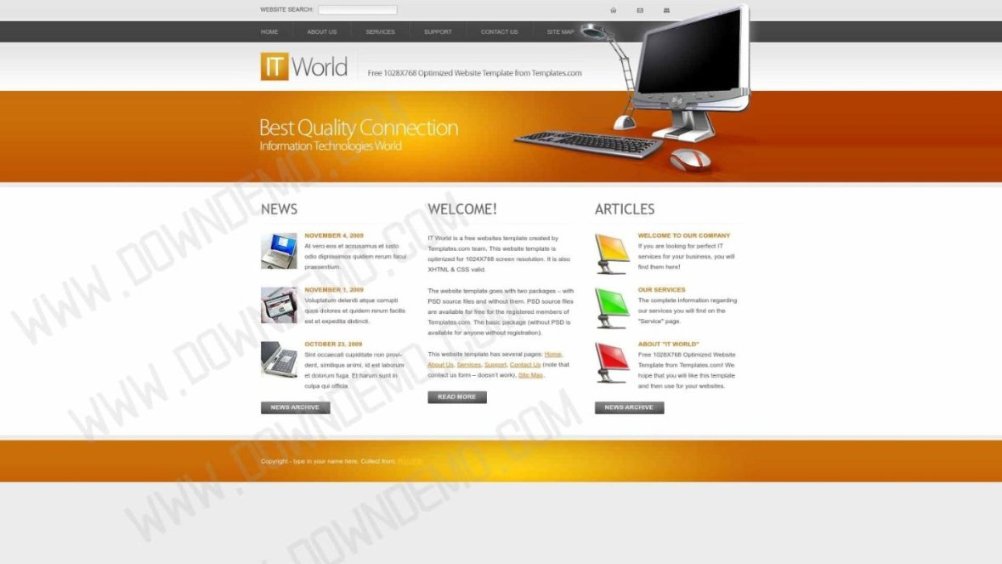 WEBSITE SEARCH:
HOME ABOUT US SERVICES SUPPORT CONTACT US SITE MAP
IT World
Free 1028X768 Optimized Website Template from Templates.com
Best Quality Connection
Information Technologies World
NEWS
NOVEMBER 4, 2009
At vero eos et accusamus et iusto
odio dignissimos quidem rerum facui
praesentium.
NOVEMBER 1, 2009
Voluptatum deleniti atque corrupti
quos dolores et quidem rerum facilis
est et expedita distincti.
OCTOBER 23, 2009
Sint occaecati cupiditate non provi-
dent, similique animi, id est laborum
et dolorum fuga. Et harum sunt in
culpa qui officia
NEWS ARCHIVE
WELCOME!
IT World is a free websites template created by
Templates.com team, This website template is
optimized for 1024X768 screen resolution. It is also
XHTML & CSS valid.
The website template goes with two packages – with
PSD source files and without them. PSD source files
are available for free for the registered members of
Templates.com. The basic package (without PSD is
available for anyone without registration).
This website template has several pages: Home,
About Us, Services, Support, Contact Us (note that
contact us form – doesn't work), Site Map.
READ MORE
ARTICLES
WELCOME TO OUR COMPANY
If you are looking for perfect IT
services for your business, you will
find them here!
OUR SERVICES
The complete information regarding
our services you will find on the
"Service" page.
ABOUT "IT WORLD"
Free 1028X768 Optimized Website
Template from Templates.com! We
hope that you will like this template
and then use for your websites.
NEWS ARCHIVE
Copyright - type in your name here. Collect from
WWW.DOWNDEMO.COM
WWW.DOWNDEMO.COM
WWW.DOWNDEMO.COM